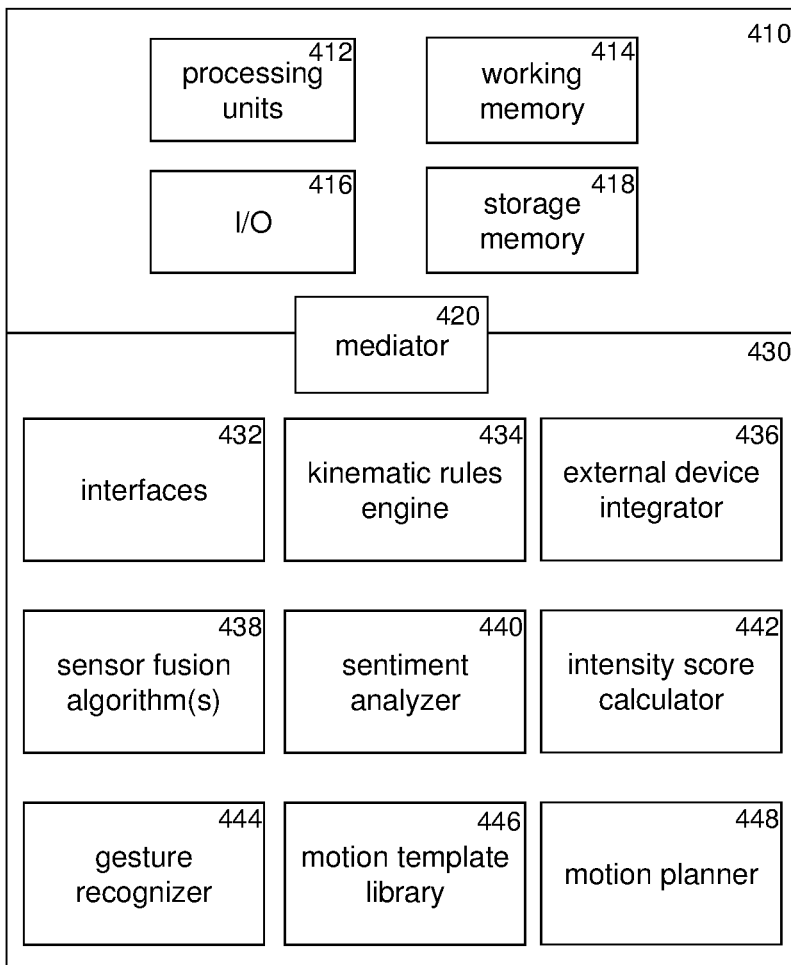 410
412
processing
units
414
working
memory
416
I/O
418
storage
memory
420
mediator
430
432
interfaces
434
kinematic rules
engine
436
external device
integrator
438
sensor fusion
algorithm(s)
440
sentiment
analyzer
442
intensity score
calculator
444
gesture
recognizer
446
motion template
library
448
motion planner